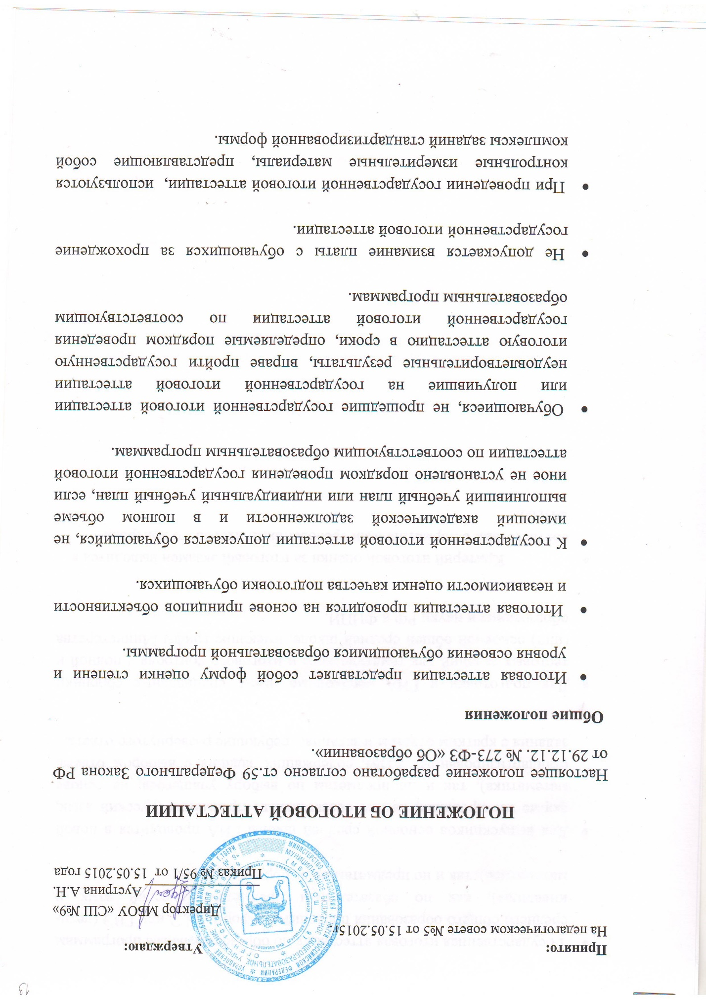 13
Принято: Утверждаю:
На педагогическом совете №5 от 15.05.2015г.
Директор МБОУ «СШ №9»
Аустрина А.Н.
Приказ № 95/1 от 15.05.2015 года
ПОЛОЖЕНИЕ ОБ ИТОГОВОЙ АТТЕСТАЦИИ
Настоящее положение разработано согласно ст.59 Федерального Закона РФ
от 29.12.12. № 273-ФЗ «Об образовании».
Общие положения
• Итоговая аттестация представляет собой форму оценки степени и
уровня освоения обучающимися образовательной программы.
• Итоговая аттестация проводится на основе принципов объективности
и независимости оценки качества подготовки обучающихся.
• К государственной итоговой аттестации допускается обучающийся, не
имеющий академической задолженности и в полном объеме
выполнивший учебный план или индивидуальный учебный план, если
иное не установлено порядком проведения государственной итоговой
аттестации по соответствующим образовательным программам.
• Обучающиеся, не прошедшие государственной итоговой аттестации
или получившие на государственной итоговой аттестации
неудовлетворительные результаты, вправе пройти государственную
итоговую аттестацию в сроки, определяемые порядком проведения
государственной итоговой аттестации по соответствующим
образовательным программам.
• Не допускается взимание платы с обучающихся за прохождение
государственной итоговой аттестации.
• При проведении государственной итоговой аттестации, используются
контрольные измерительные материалы, представляющие собой
комплексы заданий стандартизированной формы.